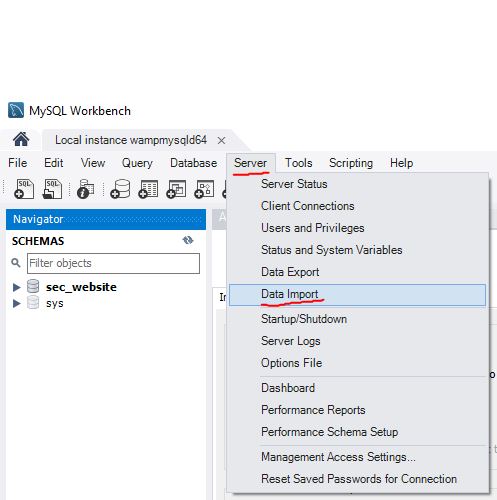 MySQL Workbench
Local instance wampmysqld64
File Edit View Query Database Server Tools Scripting Help
SQL SQL
Navigator
SCHEMAS
Filter objects
sec_website
sys
Server Status
Client Connections
Users and Privileges
Status and System Variables
Data Export
Data Import
Startup/Shutdown
Server Logs
Options File
Dashboard
Performance Reports
Performance Schema Setup
Management Access Settings...
Reset Saved Passwords for Connection